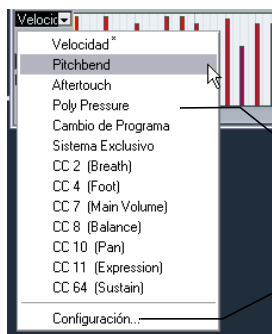 Velocid
Velocidad*
Pitchbend
Aftertouch
Poly Pressure
Cambio de Programa
Sistema Exclusivo
CC 2 (Breath)
CC 4 (Foot)
CC 7 (Main Volume)
CC 8 (Balance)
CC 10 (Pan)
CC 11 (Expression)
CC 64 (Sustain)
Configuración...